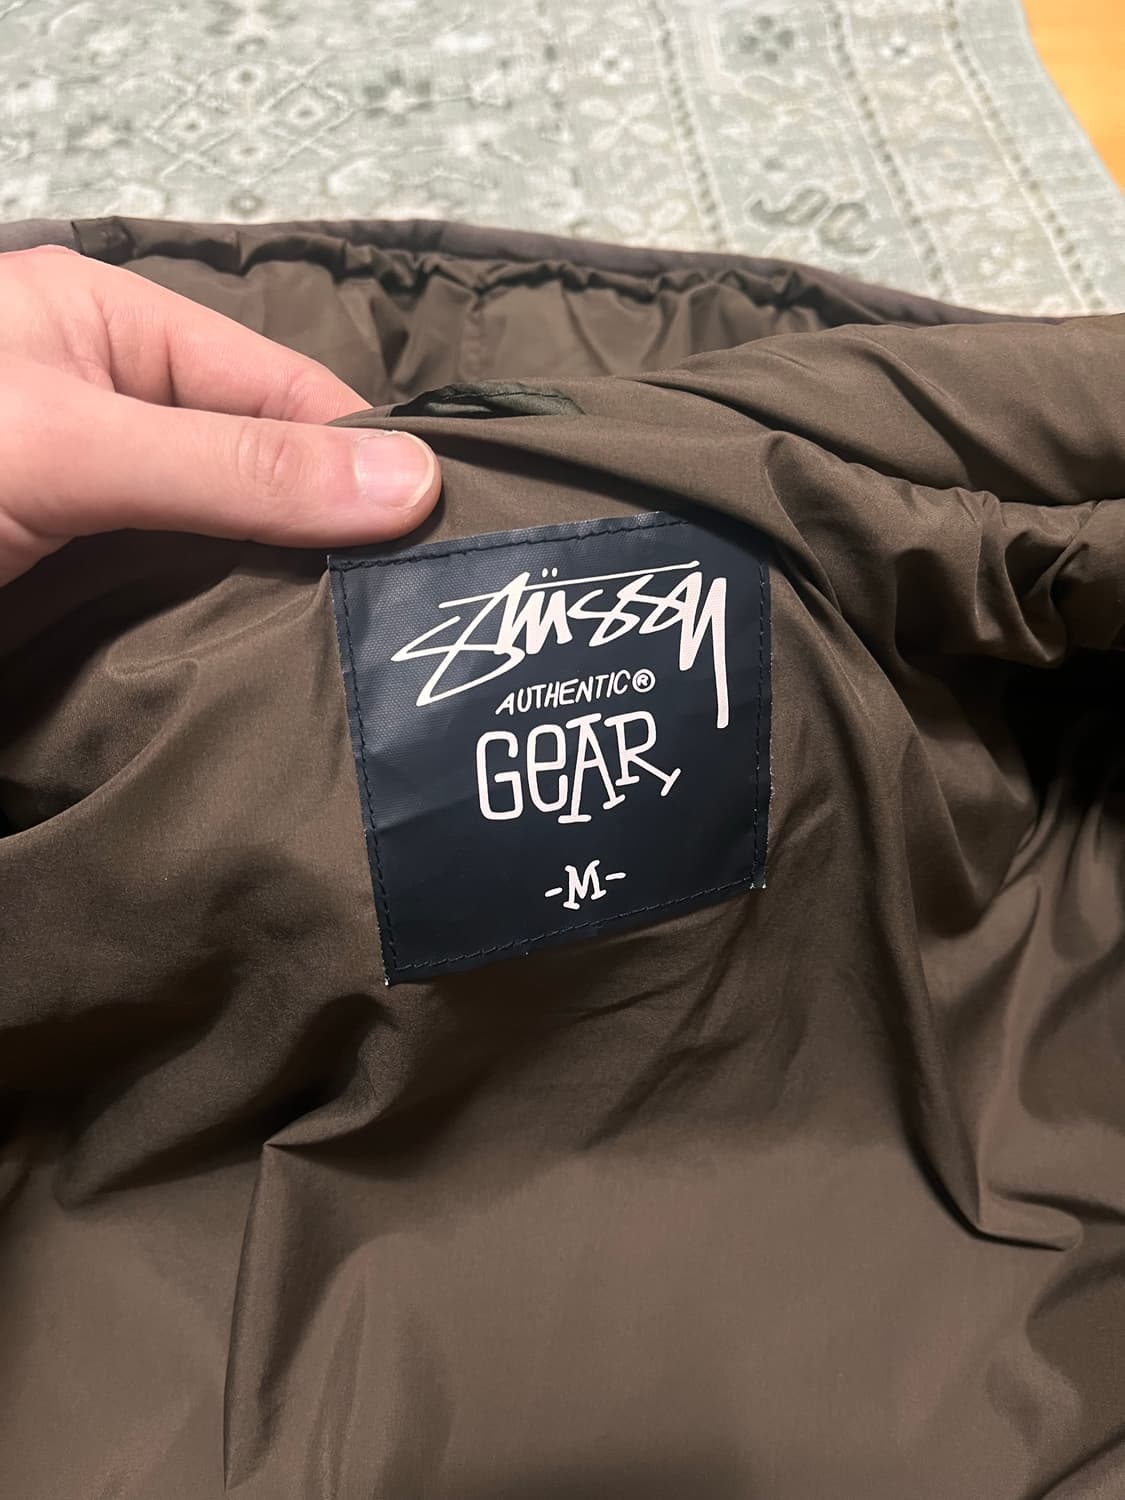 Stüssy
AUTHENTIC®
GeAR
-M-